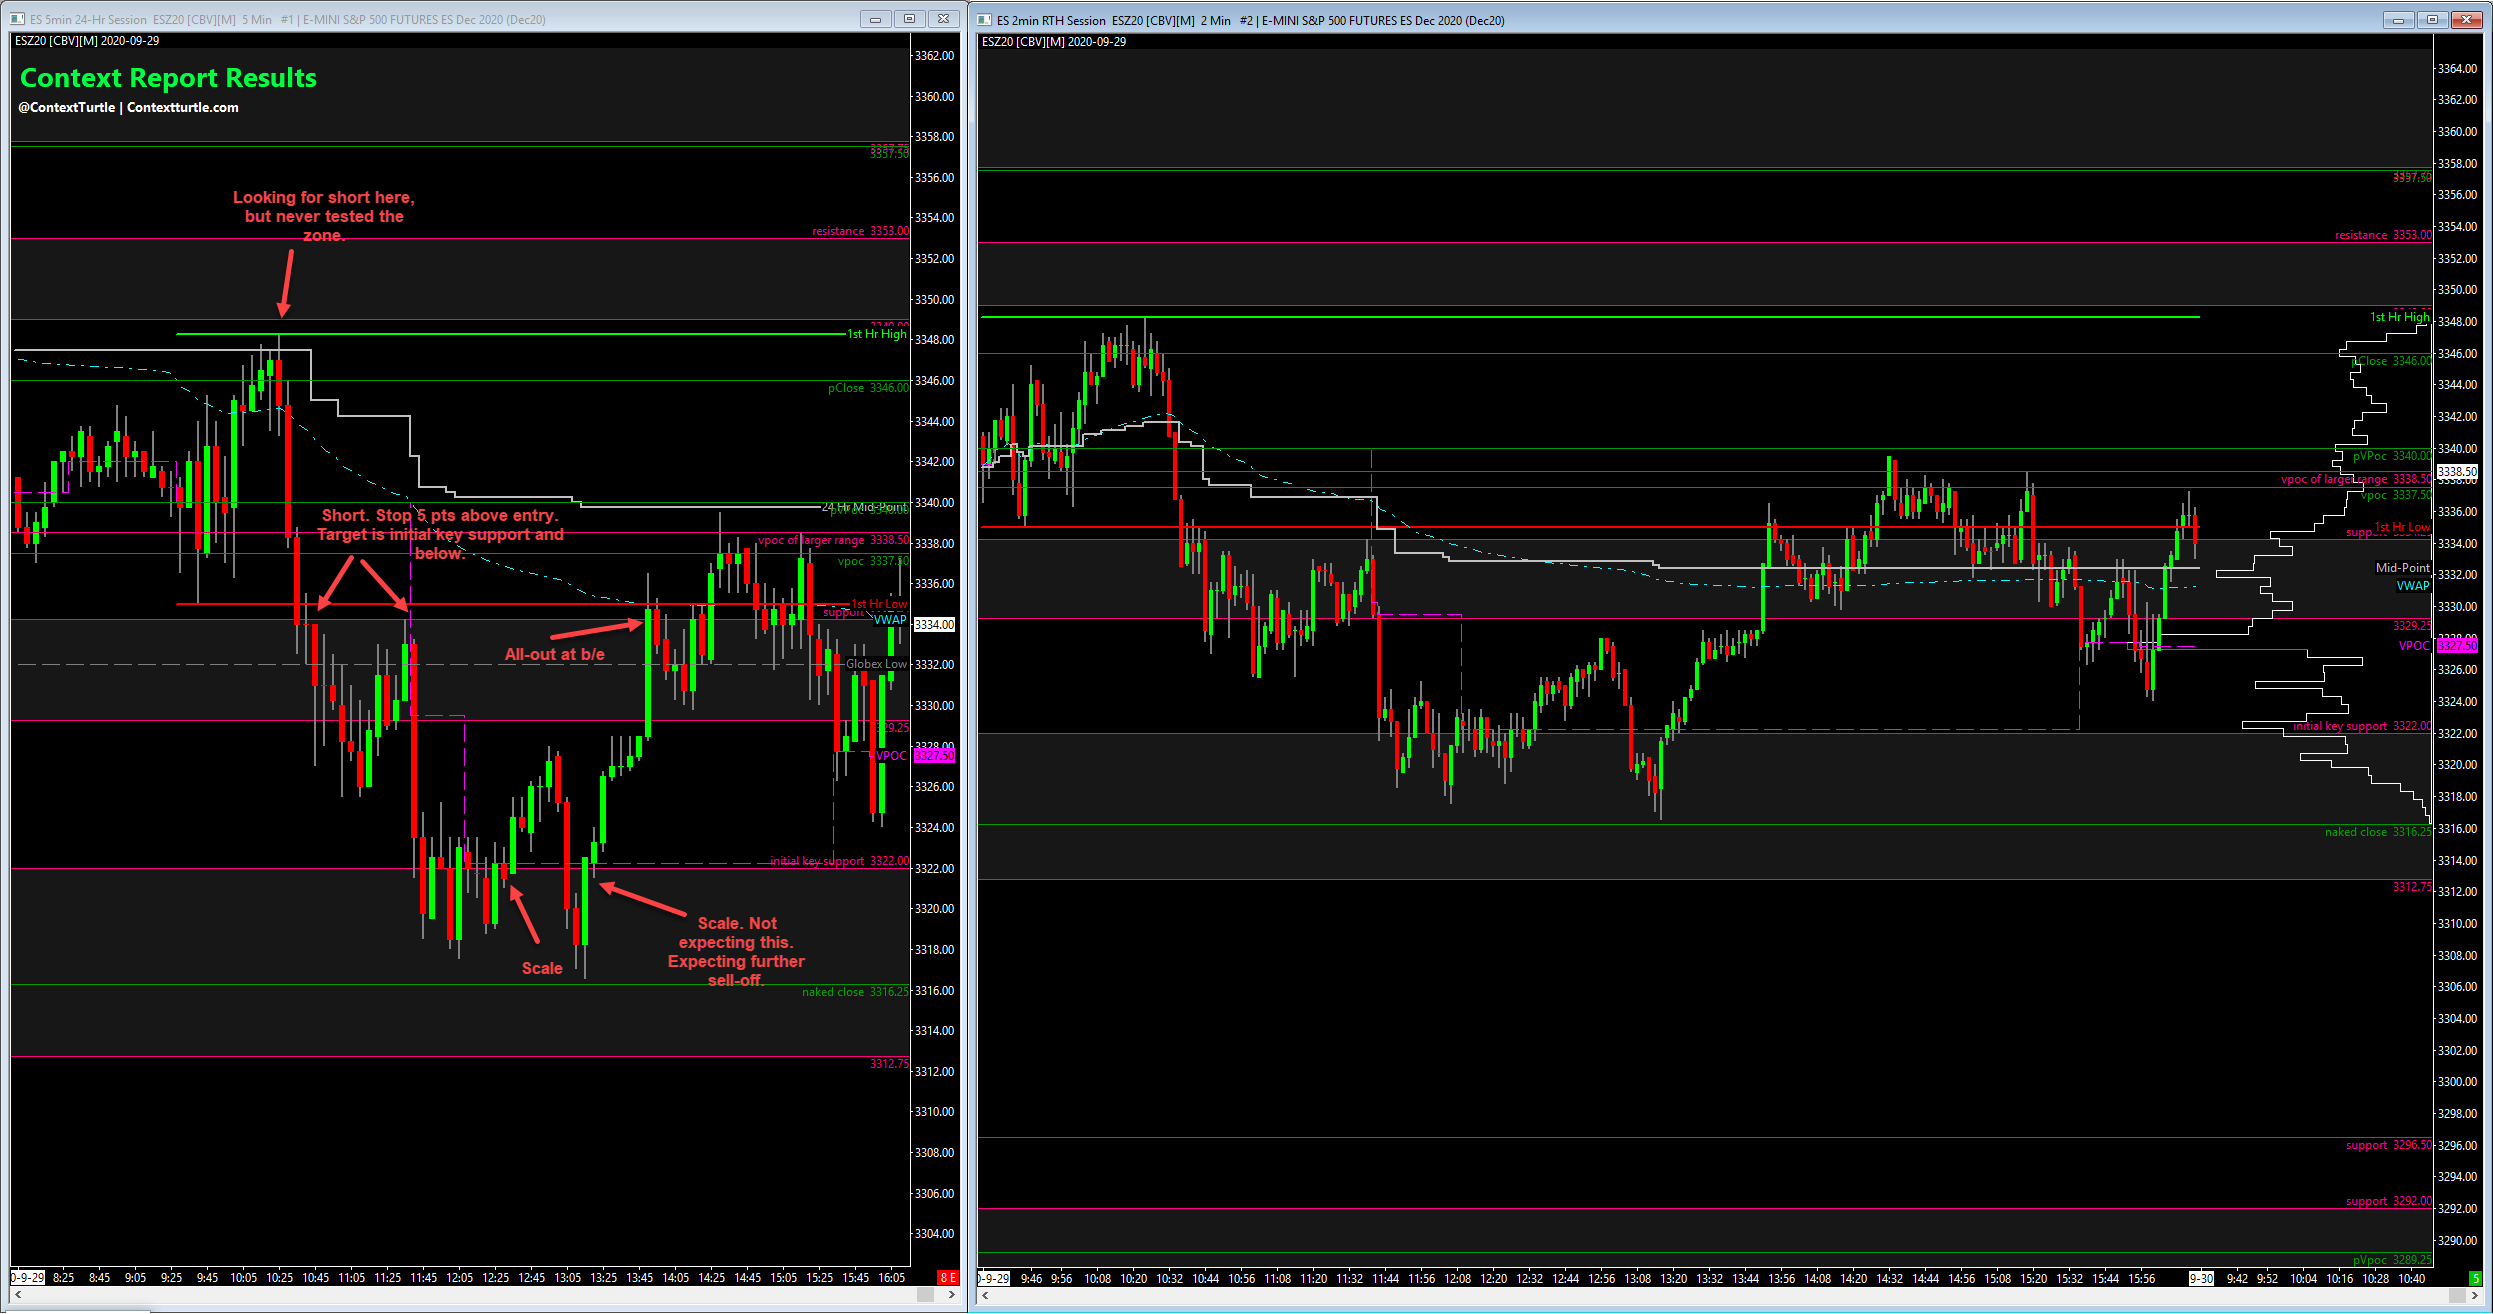 ES 5min 24-Hr Session ESZ20 [CBV][M] 5 Min #1 | E-MINI S&P 500 FUTURES ES Dec 2020 (Dec20)
ESZ20 [CBV][M] 2020-09-29
Context Report Results
@ContextTurtle | Contextturtle.com
Looking for short here,
but never tested the
zone.
Short. Stop 5 pts above entry.
Target is initial key support and
below.
All-out at b/e
Scale
Scale. Not
expecting this.
Expecting further
sell-off.
3357.50
resistance 3353.00
1st Hr High
pClose 3346.00
24 Hr Mid-Point
vpoc of larger range 3338.50
vpoc 3337.50
1st Hr Low
support
VWAP
Globex Low
3329.25
VPOC
initial key support 3322.00
naked close 3316.25
3312.75
3362.00
3360.00
3358.00
3356.00
3354.00
3352.00
3350.00
3348.00
3346.00
3344.00
3342.00
3340.00
3338.00
3336.00
3334.00
3332.00
3330.00
3328.00
3327.50
3326.00
3324.00
3322.00
3320.00
3318.00
3316.00
3314.00
3312.00
3310.00
3308.00
3306.00
3304.00
0-9-29 8:25 8:45 9:05 9:25 9:45 10:05 10:25 10:45 11:05 11:25 11:45 12:05 12:25 12:45 13:05 13:25 13:45 14:05 14:25 14:45 15:05 15:25 15:45 16:05 8 E
ES 2min RTH Session ESZ20 [CBV][M] 2 Min #2 | E-MINI S&P 500 FUTURES ES Dec 2020 (Dec20)
ESZ20 [CBV][M] 2020-09-29
resistance 3353.00
1st Hr High
pClose 3346.00
pVPoc 3340.00
vpoc of larger range 3338.50
vpoc 3337.50
1st Hr Low
Mid-Point
VWAP
3329.25
VPOC
initial key support 3322.00
naked close 3316.25
3312.75
support 3296.50
support 3292.00
pVpoc 3289.25
3364.00
3362.00
3360.00
3358.00
3356.00
3354.00
3352.00
3350.00
3348.00
3346.00
3344.00
3342.00
3340.00
3338.50
3336.00
3334.00
3332.00
3330.00
3327.50
3326.00
3324.00
3322.00
3320.00
3318.00
3316.00
3314.00
3312.00
3310.00
3308.00
3306.00
3304.00
3302.00
3300.00
3298.00
3296.00
3294.00
3292.00
3290.00
0-9-29 9:46 9:56 10:08 10:20 10:32 10:44 10:56 11:08 11:20 11:32 11:44 11:56 12:08 12:20 12:32 12:44 12:56 13:08 13:20 13:32 13:44 13:56 14:08 14:20 14:32 14:44 14:56 15:08 15:20 15:32 15:44 15:56 9-30 9:42 9:52 10:04 10:16 10:28 10:40 5